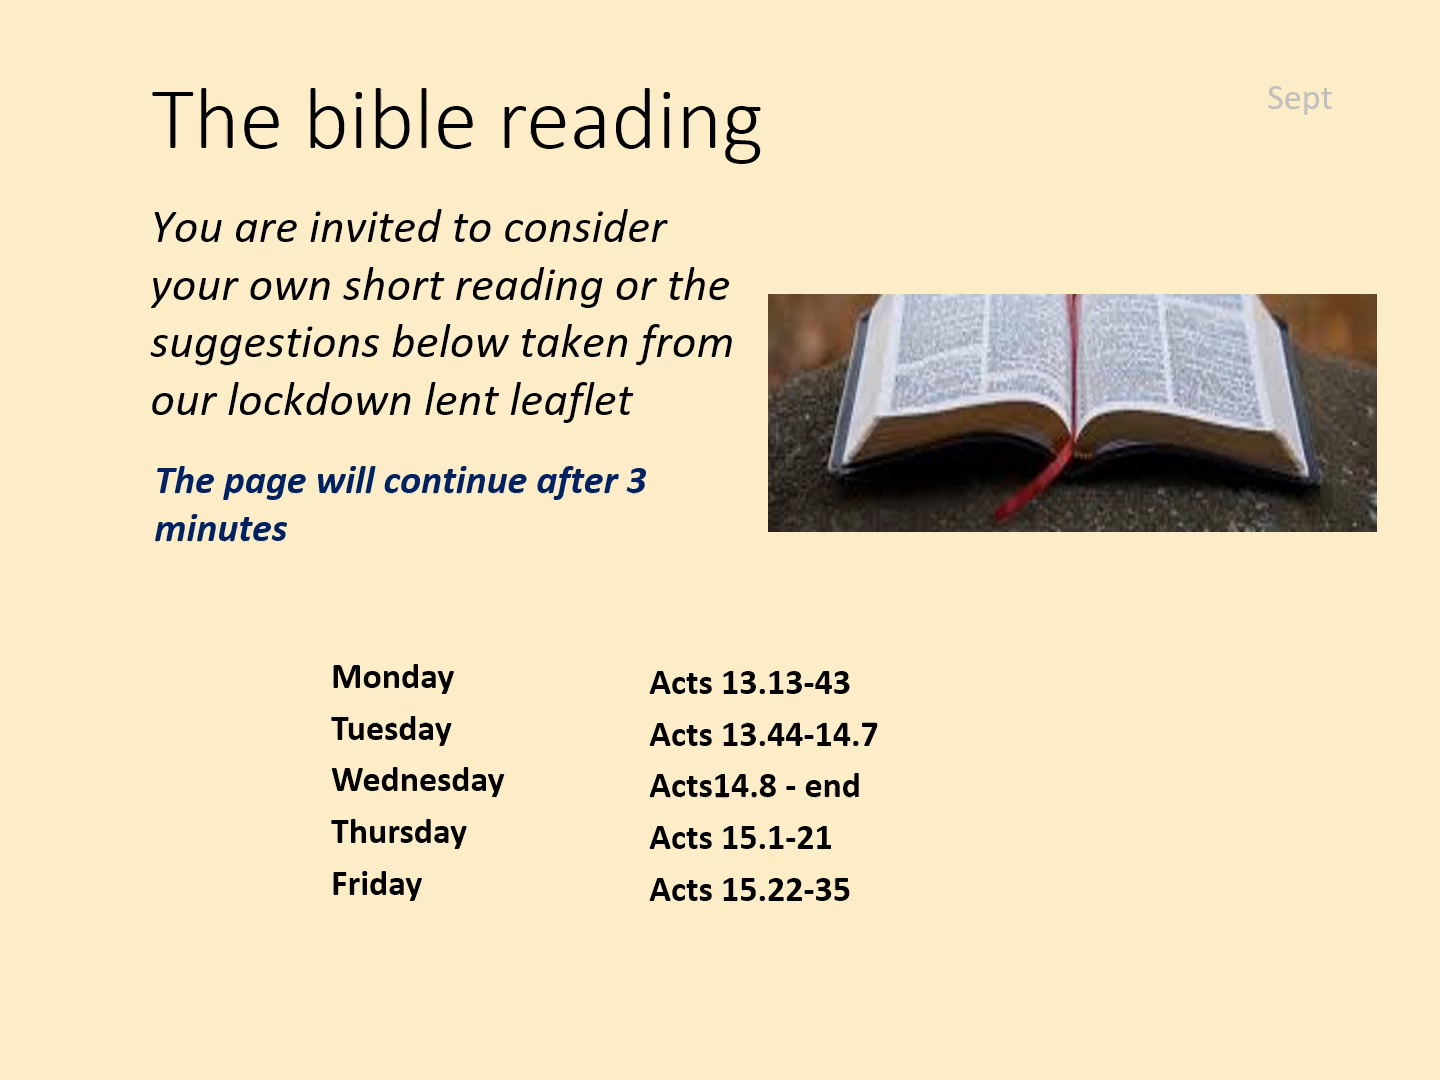 The bible reading
Sept
You are invited to consider
your own short reading or the
suggestions below taken from
our lockdown lent leaflet
The page will continue after 3
minutes
Monday Acts 13.13-43
Tuesday Acts 13.44-14.7
Wednesday Acts14.8 - end
Thursday Acts 15.1-21
Friday Acts 15.22-35